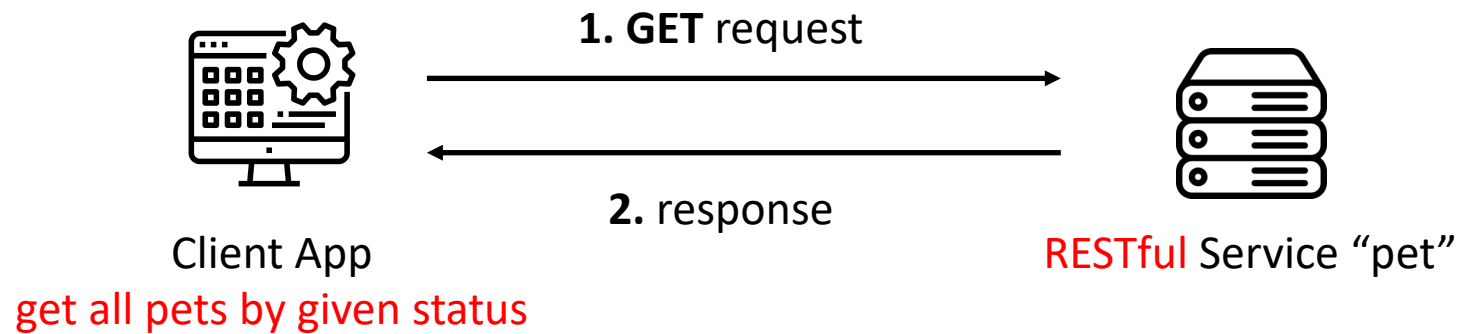 1. GET request
2. response
Client App
get all pets by given status
RESTful Service “pet”